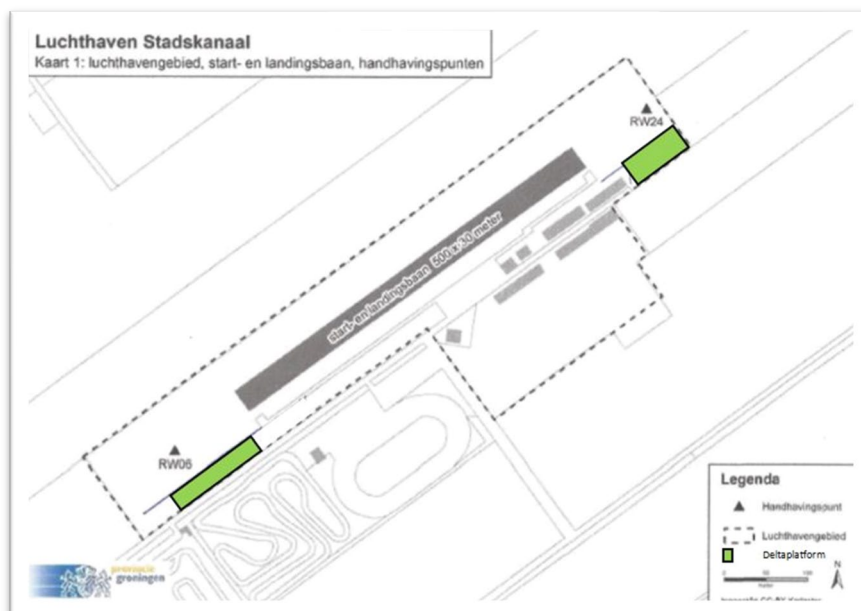 Luchthaven Stadskanaal
Kaart 1: luchthavengebied, start- en landingsbaan, handhavingspunten
RW24
start- en landingsbaan 500 x 30 meter
RW06
Legenda
Handhavingspunt
Luchthavengebied
Deltaplatform
N
provincie
groningen